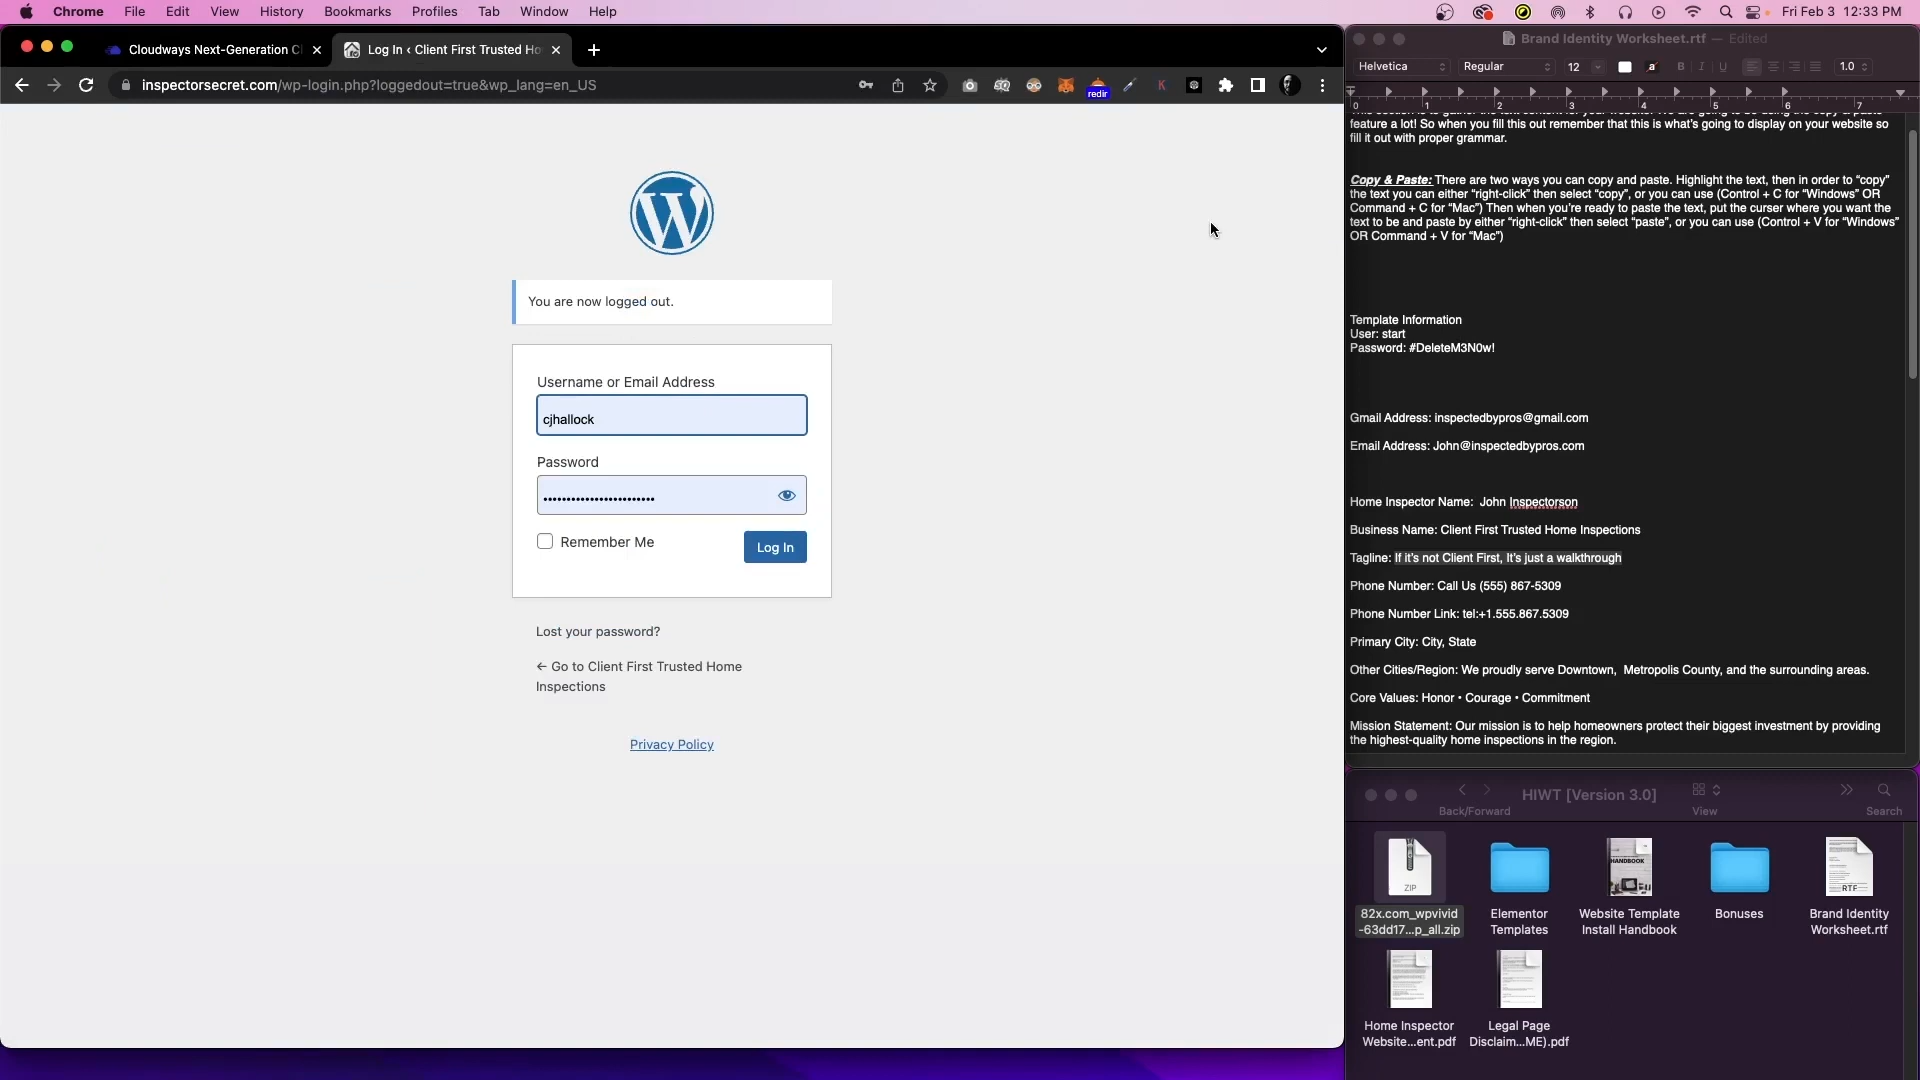 Chrome File Edit View History Bookmarks Profiles Tab Window Help
Fri Feb 3 12:33 PM
Cloudways Next-Generation C
Log In ‹ Client First Trusted Ho
inspectorsecret.com/wp-login.php?loggedout=true&wp_lang=en_US
redir
You are now logged out.
Username or Email Address
cjhallock
Password
Remember Me
Log In
Lost your password?
← Go to Client First Trusted Home
Inspections
Privacy Policy
Brand Identity Worksheet.rtf — Edited
Helvetica Regular 12 a B I U 1.0
0 1 2 3 4 5 6 7
feature a lot! So when you fill this out remember that this is what's going to display on your website so
fill it out with proper grammar.
Copy & Paste: There are two ways you can copy and paste. Highlight the text, then in order to “copy”
the text you can either “right-click” then select “copy”, or you can use (Control + C for “Windows” OR
Command + C for “Mac”) Then when you're ready to paste the text, put the curser where you want the
text to be and paste by either “right-click” then select “paste”, or you can use (Control + V for “Windows”
OR Command + V for “Mac”)
Template Information
User: start
Password: #DeleteM3N0w!
Gmail Address: inspectedbypros@gmail.com
Email Address: John@inspectedbypros.com
Home Inspector Name: John Inspectorson
Business Name: Client First Trusted Home Inspections
Tagline: If it's not Client First, It's just a walkthrough
Phone Number: Call Us (555) 867-5309
Phone Number Link: tel:+1.555.867.5309
Primary City: City, State
Other Cities/Region: We proudly serve Downtown, Metropolis County, and the surrounding areas.
Core Values: Honor • Courage • Commitment
Mission Statement: Our mission is to help homeowners protect their biggest investment by providing
the highest-quality home inspections in the region.
HIWT [Version 3.0]
Back/Forward View Search
ZIP
HANDBOOK
RTF
82x.com_wpvivid
-63dd17...p_all.zip
Elementor
Templates
Website Template
Install Handbook
Bonuses
Brand Identity
Worksheet.rtf
Home Inspector
Website...ent.pdf
Legal Page
Disclaim...ME).pdf